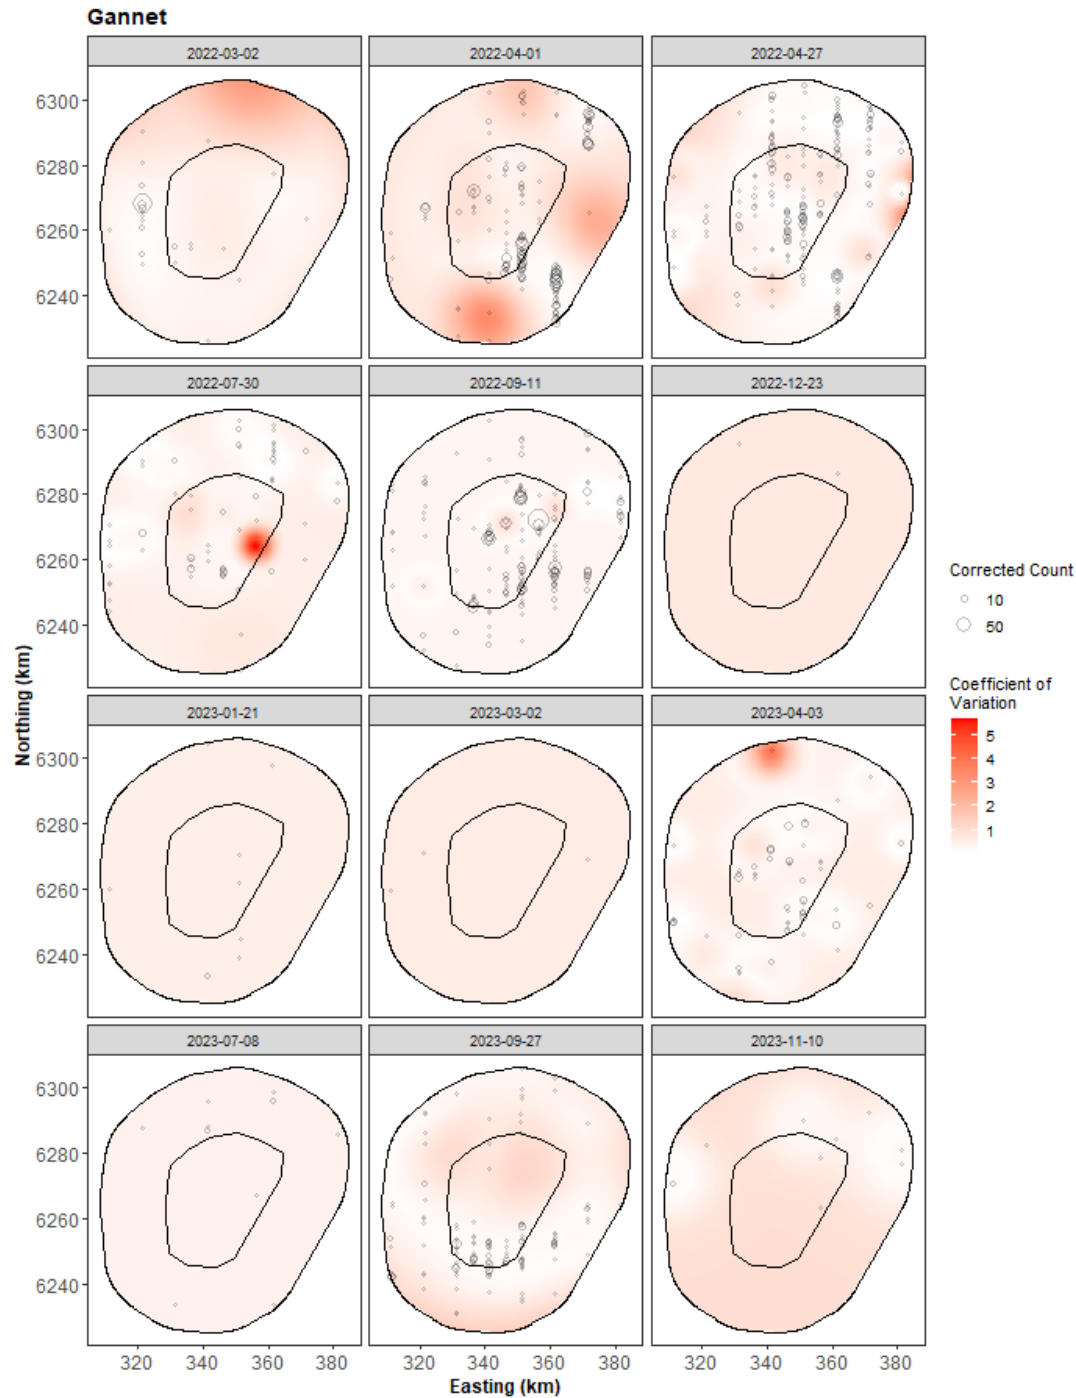 Gannet
2022-03-02 2022-04-01 2022-04-27
6300
6280
6260
6240
2022-07-30 2022-09-11 2022-12-23
6300
6280
6260
6240
Corrected Count
10
50
Coefficient of
Variation
5
4
3
2
1
Northing (km)
2023-01-21 2023-03-02 2023-04-03
6300
6280
6260
6240
2023-07-08 2023-09-27 2023-11-10
6300
6280
6260
6240
320 340 360 380 320 340 360 380 320 340 360 380
Easting (km)